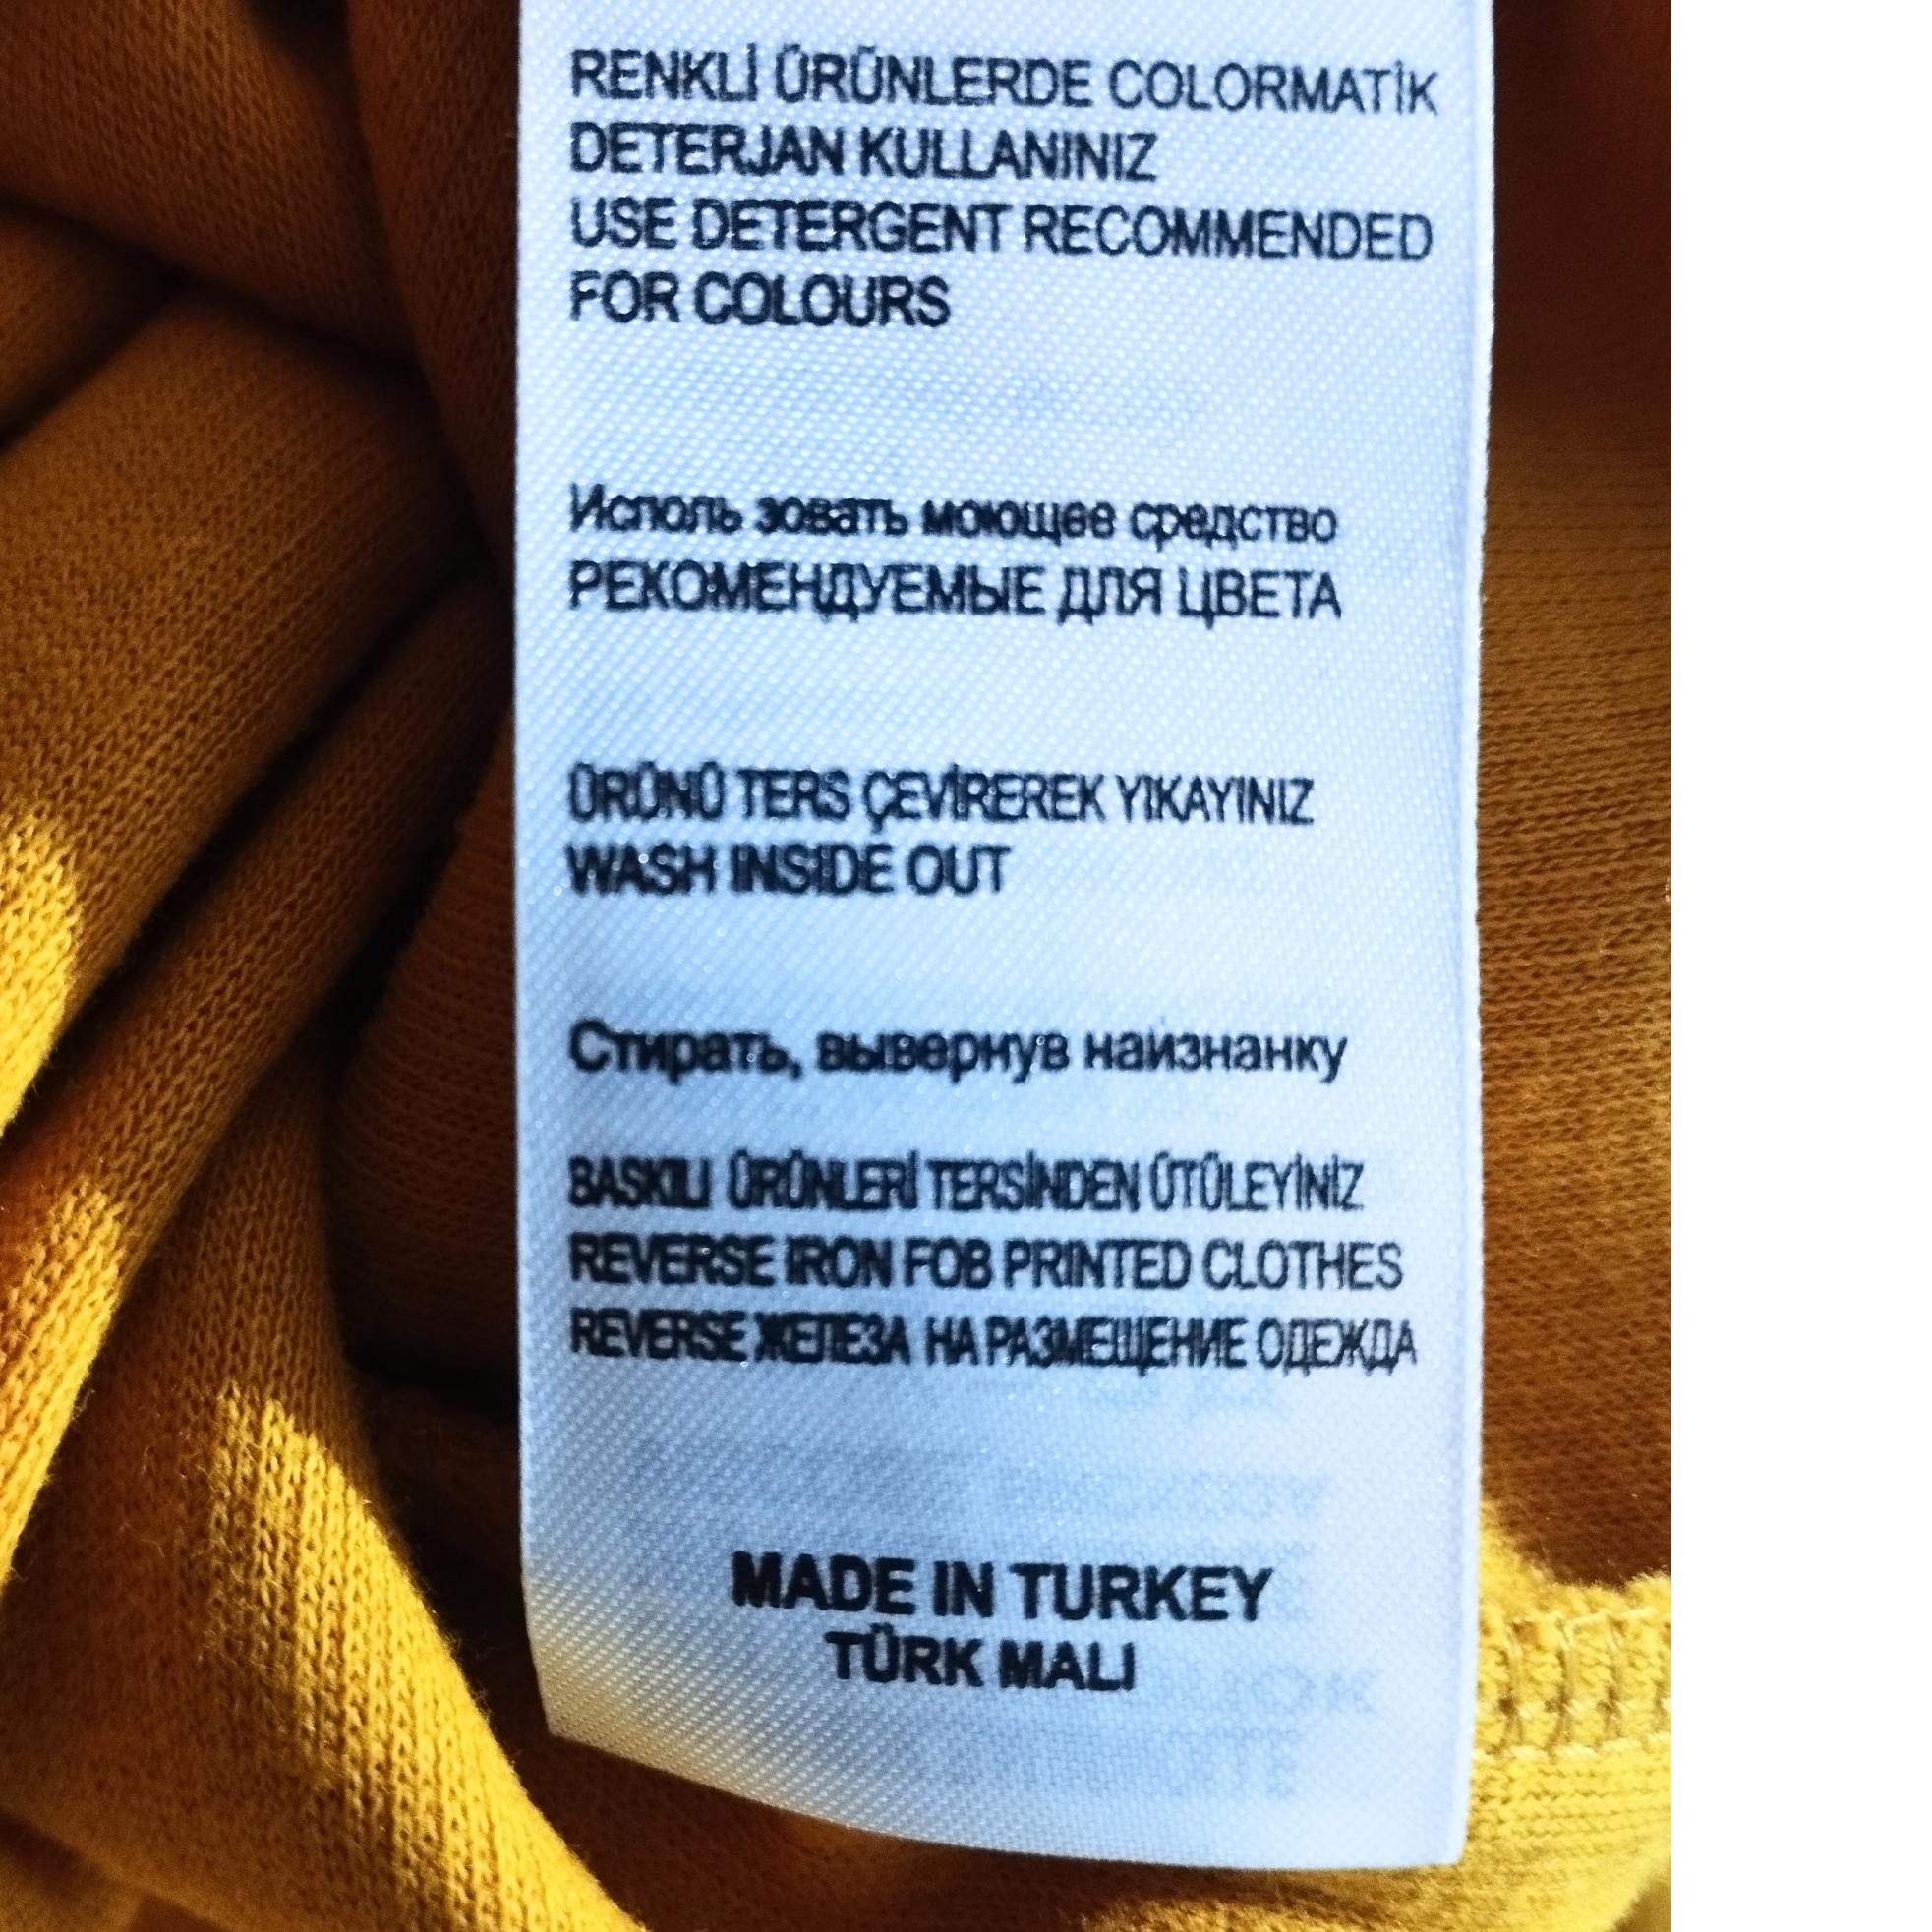 RENKLİ ÜRÜNLERDE COLORMATİK
DETERJAN KULLANINIZ
USE DETERGENT RECOMMENDED
FOR COLOURS
Исполь зовать моющее средство
РЕКОМЕНДУЕМЫЕ ДЛЯ ЦВЕТА
ÜRÜNÜ TERS ÇEVİREREK YIKAYINIZ
WASH INSIDE OUT
Стирать, вывернув наизнанку
BASKILI ÜRÜNLERİ TERSİNDEN ÜTÜLEYİNİZ
REVERSE IRON FOB PRINTED CLOTHES
REVERSE ЖЕЛЕЗА НА РАЗМЕЩЕНИЕ ОДЕЖДА
MADE IN TURKEY
TÜRK MALI